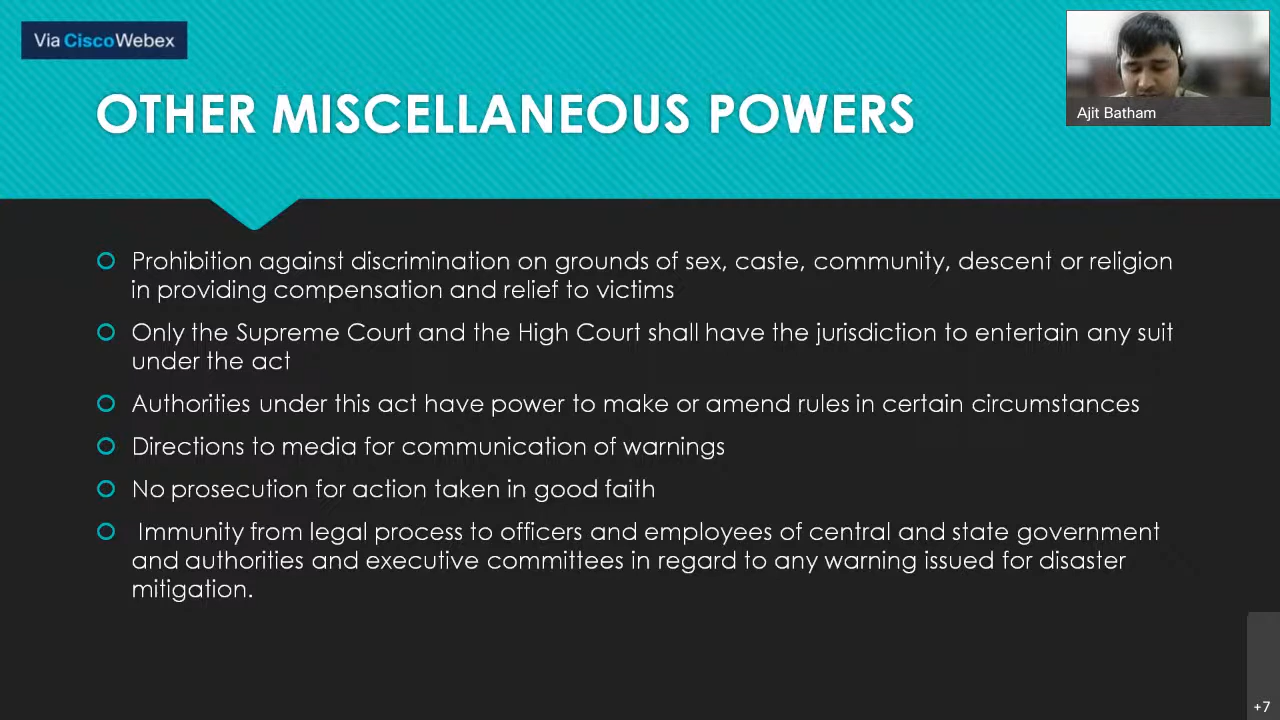 Via CiscoWebex
OTHER MISCELLANEOUS POWERS
Ajit Batham
Prohibition against discrimination on grounds of sex, caste, community, descent or religion
in providing compensation and relief to victims
Only the Supreme Court and the High Court shall have the jurisdiction to entertain any suit
under the act
Authorities under this act have power to make or amend rules in certain circumstances
Directions to media for communication of warnings
No prosecution for action taken in good faith
Immunity from legal process to officers and employees of central and state government
and authorities and executive committees in regard to any warning issued for disaster
mitigation.
+7